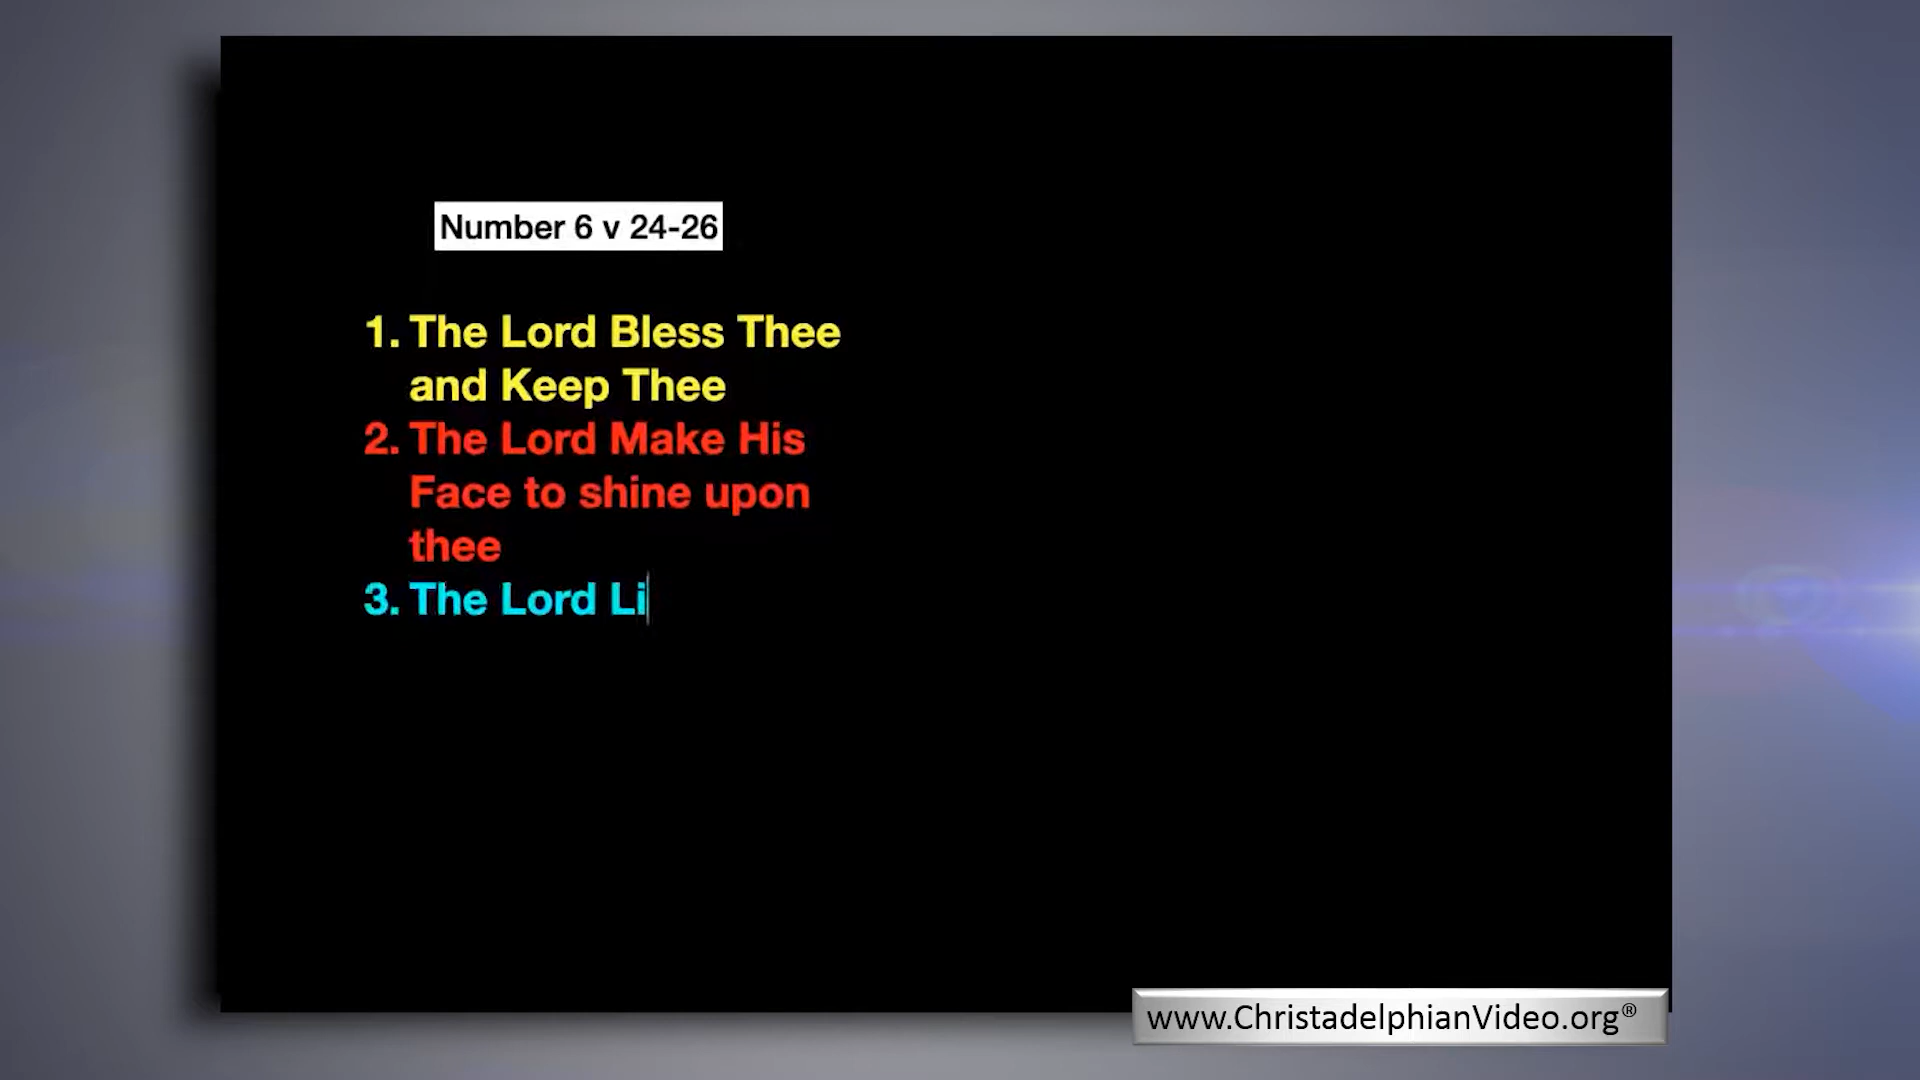 Number 6 v 24-26
1. The Lord Bless Thee
and Keep Thee
2. The Lord Make His
Face to shine upon
thee
3. The Lord Li
www.ChristadelphianVideo.org®